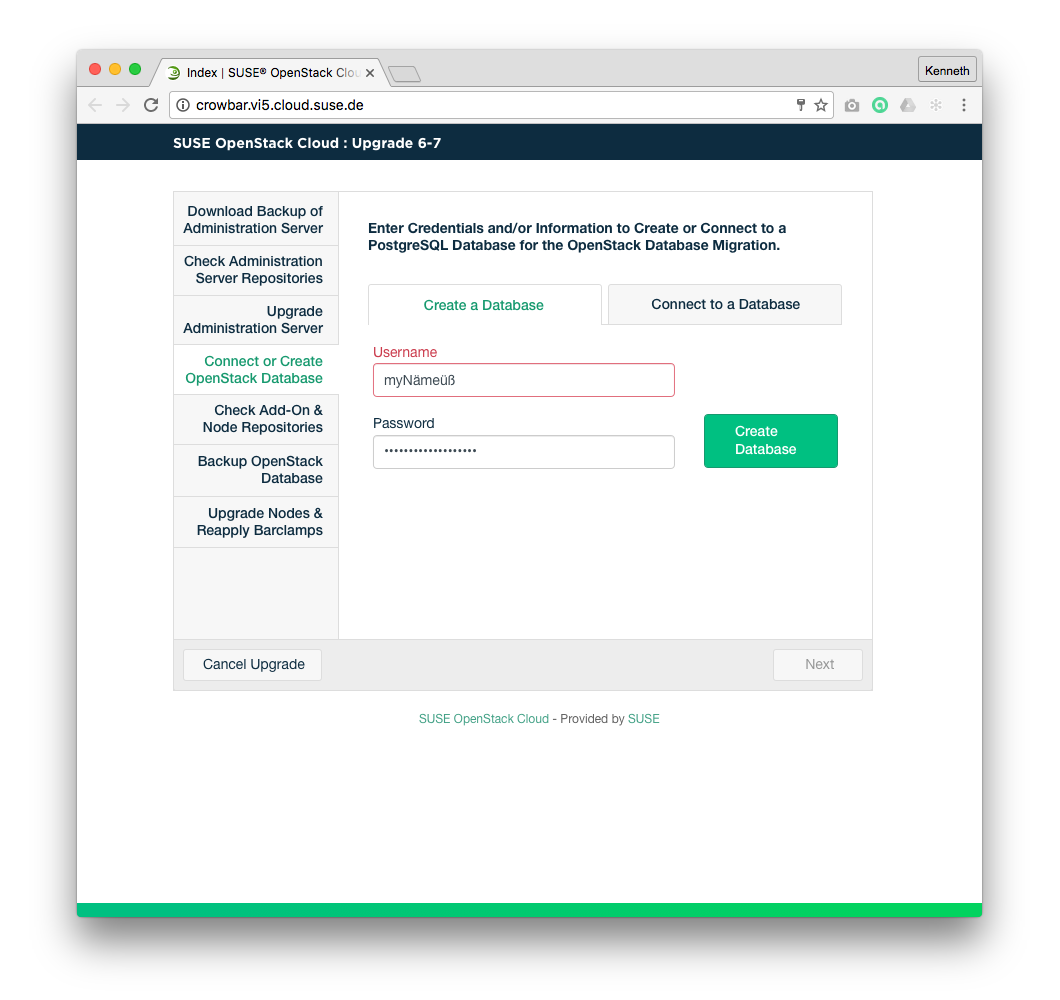 Index | SUSE® OpenStack Clou
Kenneth
crowbar.vi5.cloud.suse.de
SUSE OpenStack Cloud : Upgrade 6-7
Download Backup of
Administration Server
Check Administration
Server Repositories
Upgrade
Administration Server
Connect or Create
OpenStack Database
Check Add-On &
Node Repositories
Backup OpenStack
Database
Upgrade Nodes &
Reapply Barclamps
Enter Credentials and/or Information to Create or Connect to a
PostgreSQL Database for the OpenStack Database Migration.
Create a Database
Connect to a Database
Username
myNämeüß
Password
•••••••••••••••••••
Create
Database
Cancel Upgrade
Next
SUSE OpenStack Cloud - Provided by SUSE